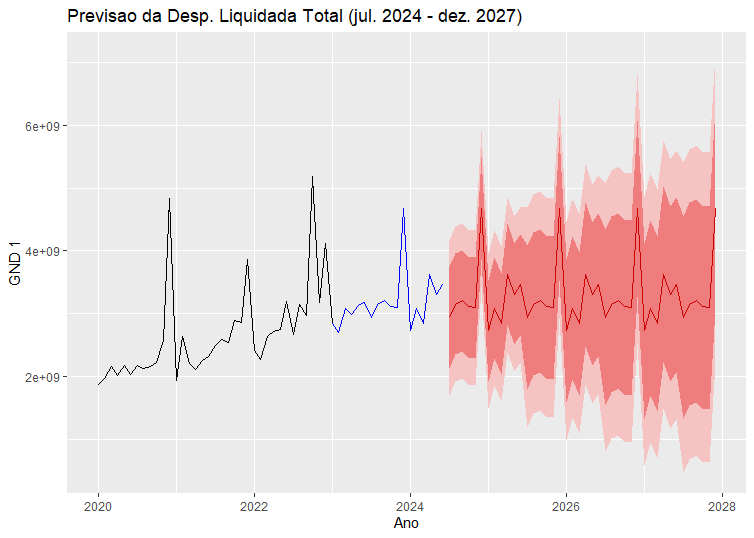 Previsao da Desp. Liquidada Total (jul. 2024 - dez. 2027)
GND 1
6e+09
4e+09
2e+09
2020
2022
2024
2026
2028
Ano